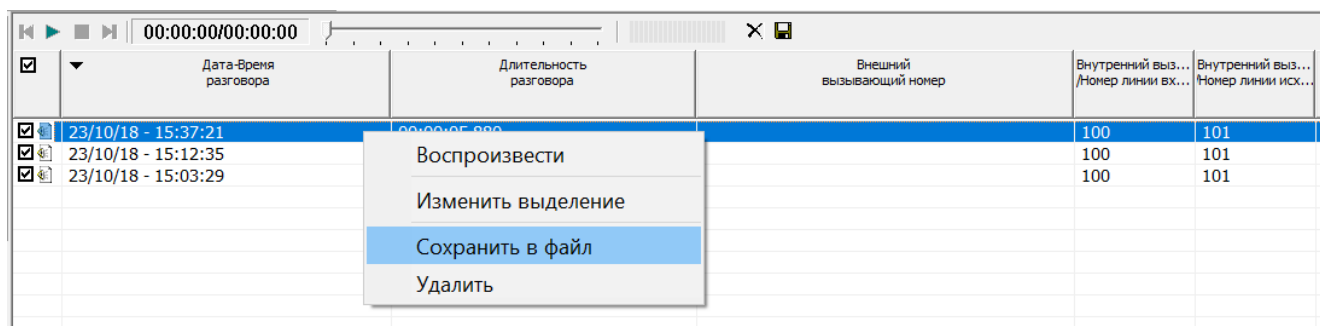 00:00:00/00:00:00
Дата-Время
разговора
Длительность
разговора
Внешний
вызывающий номер
Внутренний выз...
/Номер линии вх...
Внутренний выз...
Номер линии исх...
23/10/18 - 15:37:21 100 101
23/10/18 - 15:12:35 100 101
23/10/18 - 15:03:29 100 101
Воспроизвести
Изменить выделение
Сохранить в файл
Удалить